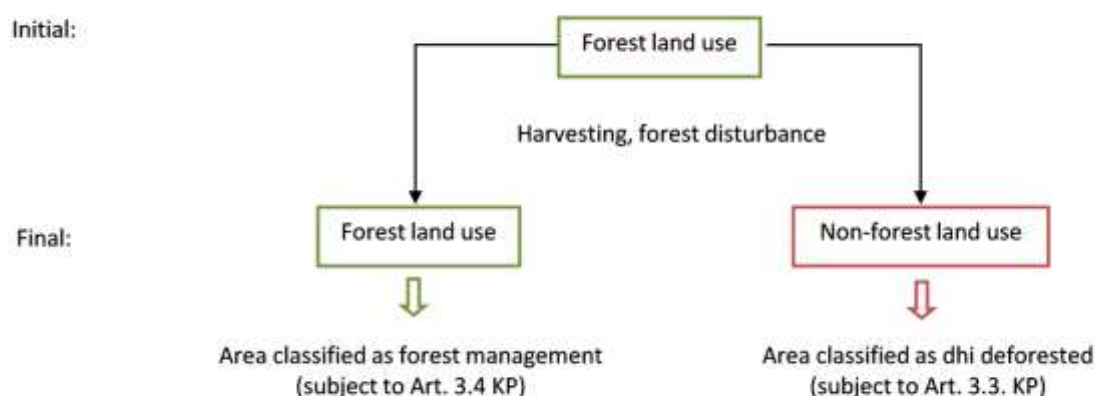 Initial:
Forest land use
Harvesting, forest disturbance
Final:
Forest land use
Non-forest land use
Area classified as forest management
(subject to Art. 3.4 KP)
Area classified as dhi deforested
(subject to Art. 3.3. KP)